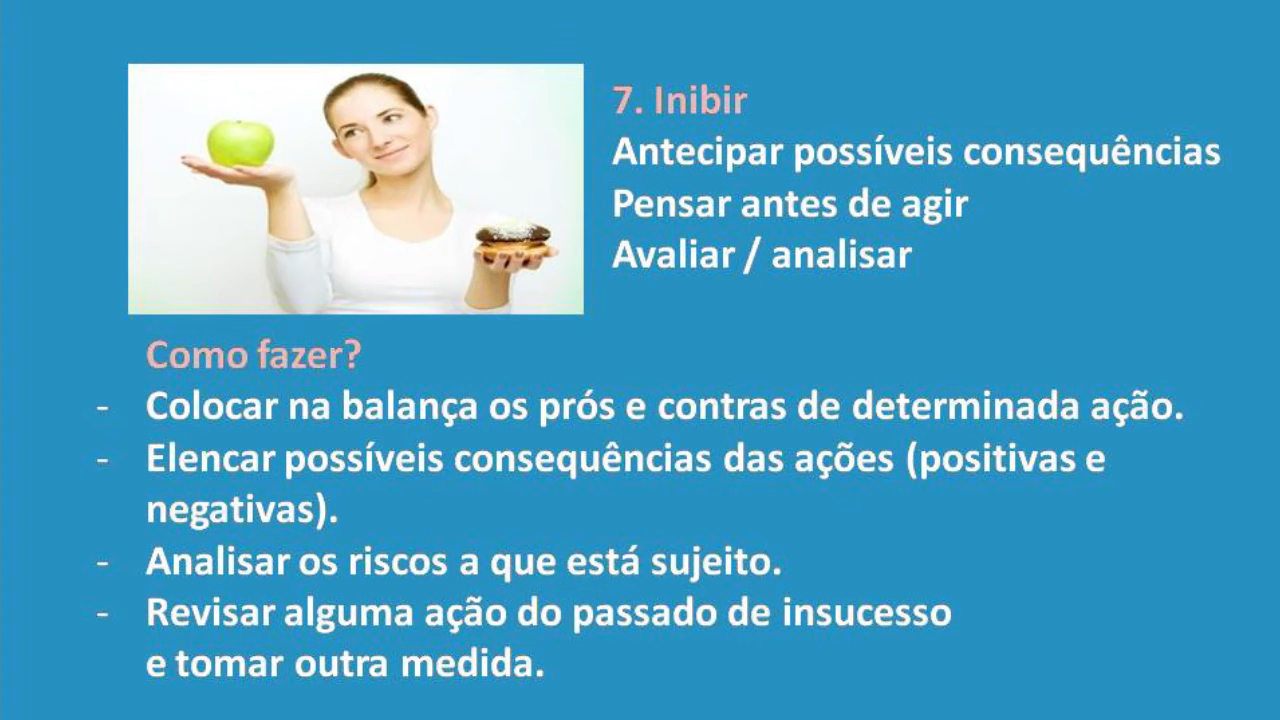 7. Inibir
Antecipar possíveis consequências
Pensar antes de agir
Avaliar / analisar
Como fazer?
- Colocar na balança os prós e contras de determinada ação.
- Elencar possíveis consequências das ações (positivas e
negativas).
- Analisar os riscos a que está sujeito.
- Revisar alguma ação do passado de insucesso
e tomar outra medida.